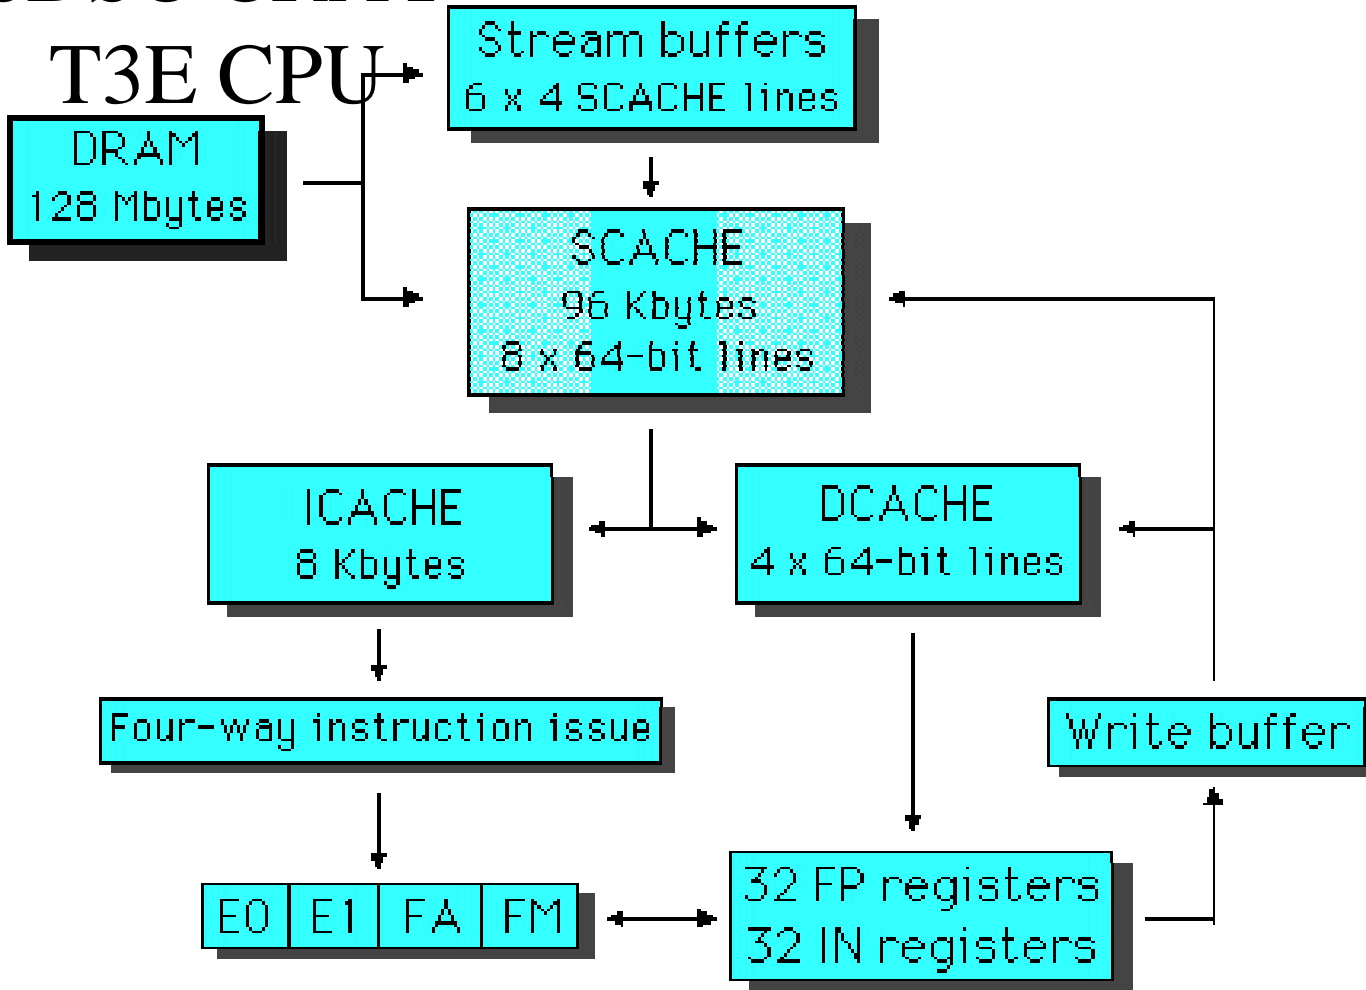 T3E CPU
Stream buffers
6 x 4 SCACHE lines
DRAM
128 Mbytes
SCACHE
96 Kbytes
8 x 64-bit lines
ICACHE
8 Kbytes
DCACHE
4 x 64-bit lines
Four-way instruction issue
Write buffer
E0 E1 FA FM
32 FP registers
32 IN registers